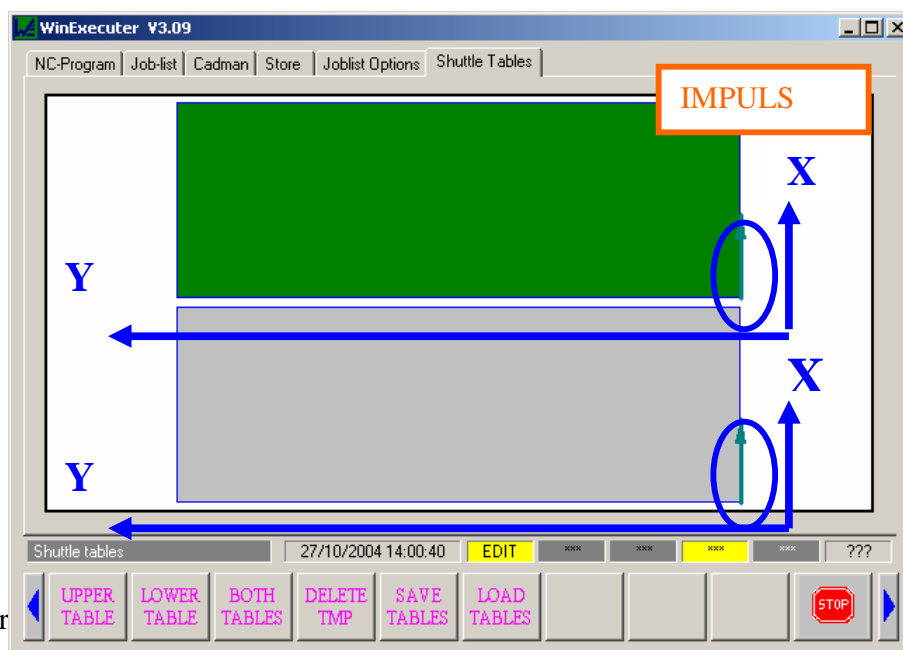 WinExecuter V3.09
NC-Program Job-list Cadman Store Joblist Options Shuttle Tables
IMPULS
X
Y
X
Y
Shuttle tables 27/10/2004 14:00:40 EDIT *** *** *** *** ???
UPPER TABLE
LOWER TABLE
BOTH TABLES
DELETE TMP
SAVE TABLES
LOAD TABLES
STOP
r